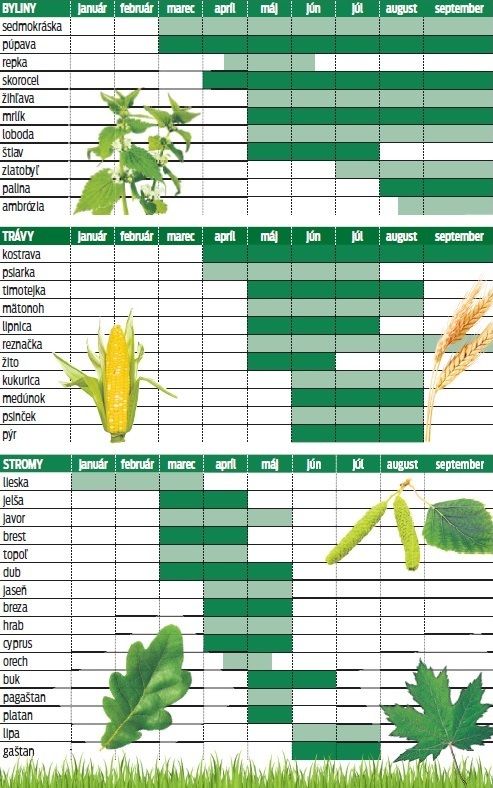 BYLINY január február marec apríl máj jún júl august september
sedmokráska
púpava
repka
skorocel
žihľava
mrlík
loboda
štiav
zlatobyľ
palina
ambrózia
TRÁVY január február marec apríl máj jún júl august september
kostrava
psiarka
timotejka
mätonoh
lipnica
reznačka
žito
kukurica
medúnok
psinček
pýr
STROMY január február marec apríl máj jún júl august september
lieska
jelša
javor
brest
topoľ
dub
jaseň
breza
hrab
cyprus
orech
buk
pagaštan
platan
lipa
gaštan